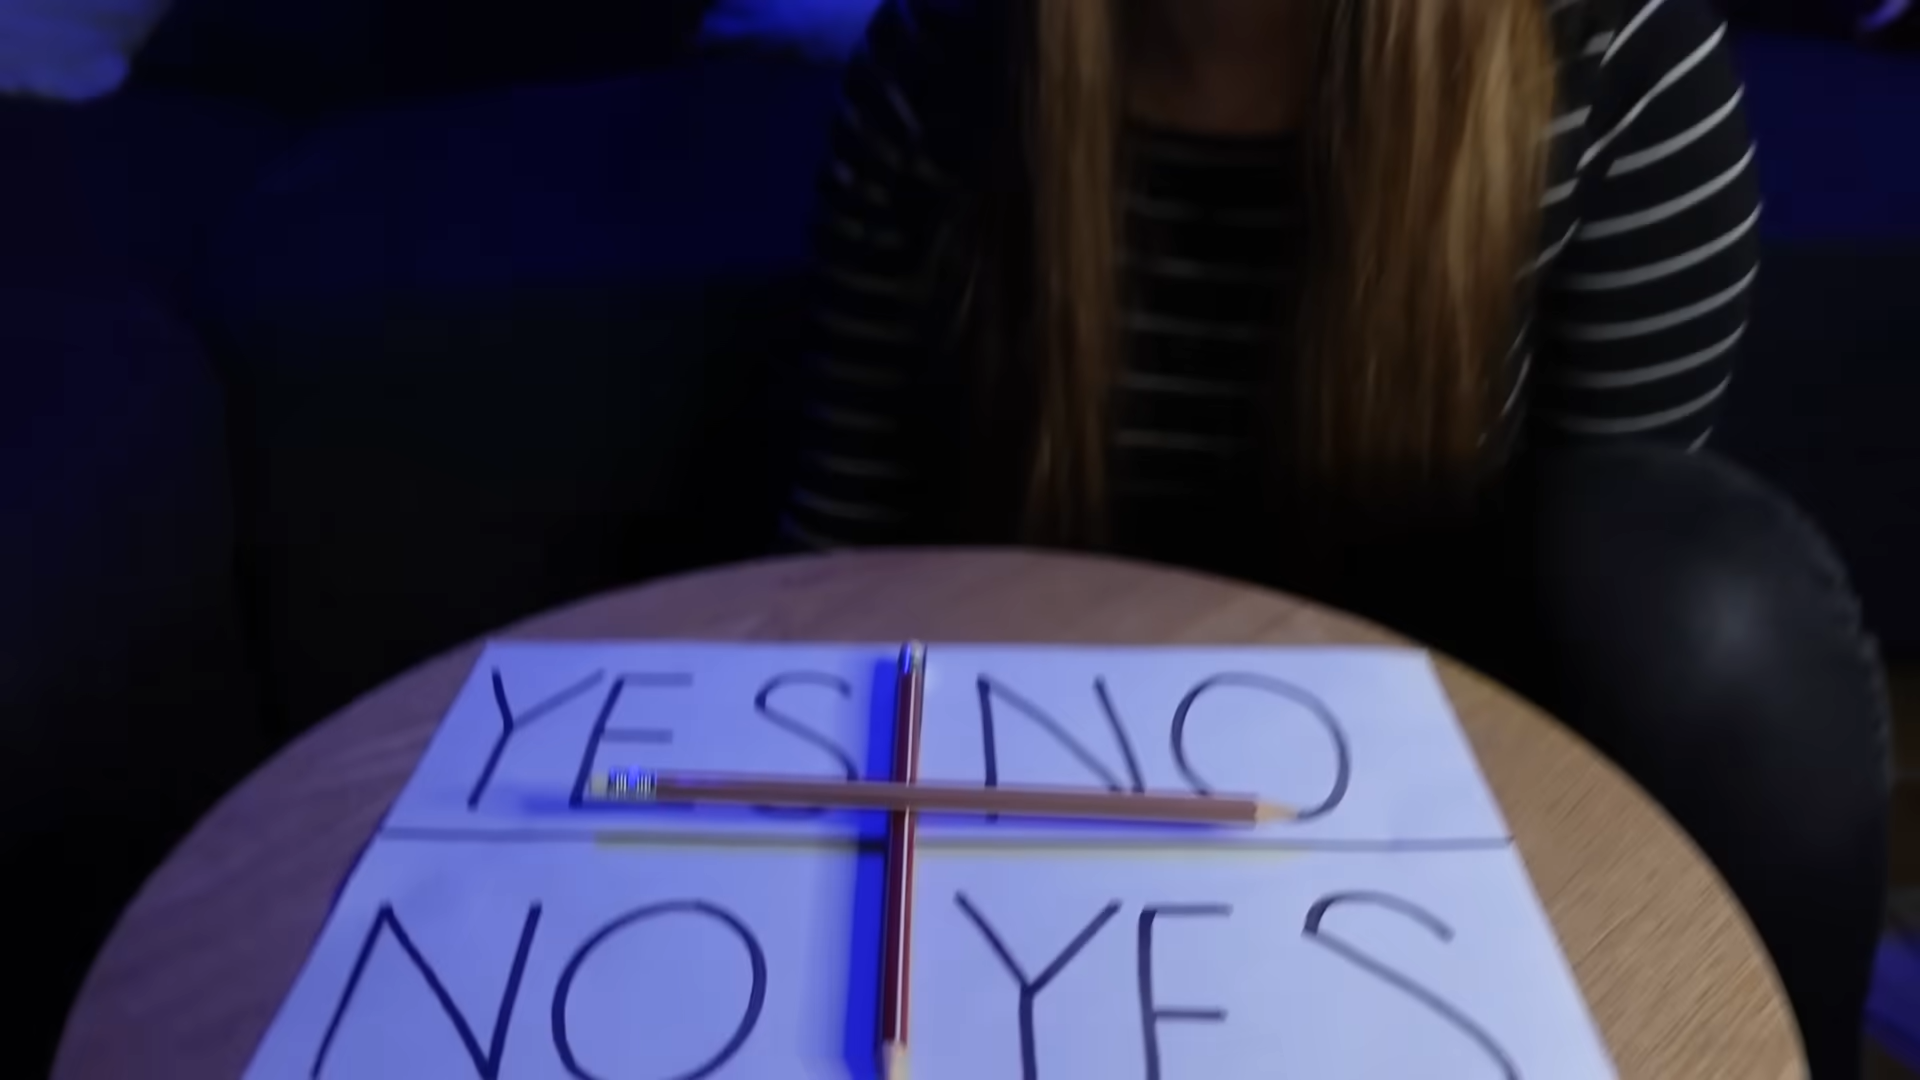 YES NO
NO YES